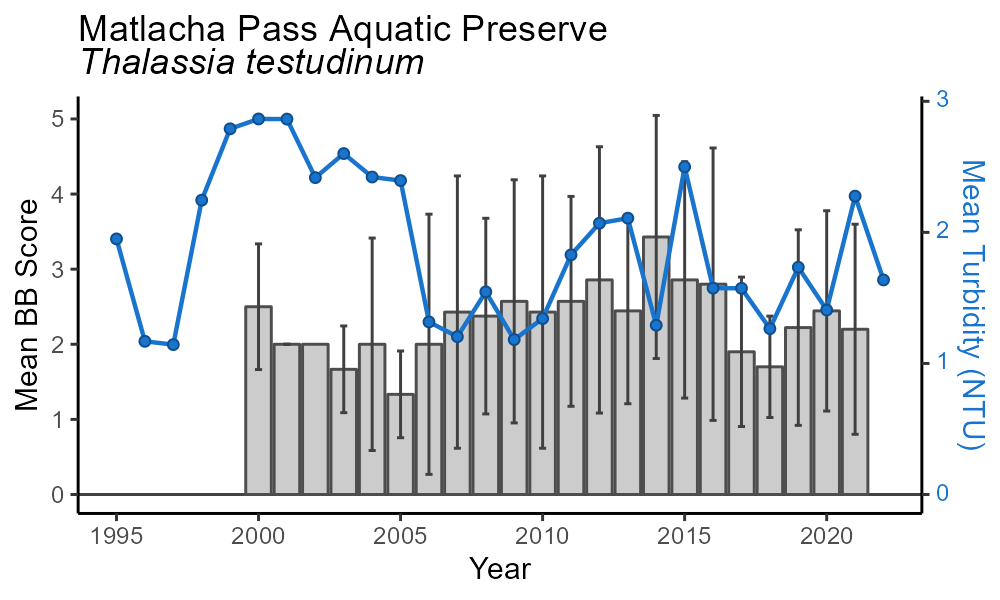 Matlacha Pass Aquatic Preserve
Thalassia testudinum
Mean BB Score
5
4
3
2
1
0
3
2
1
0
Mean Turbidity (NTU)
1995 2000 2005 2010 2015 2020
Year